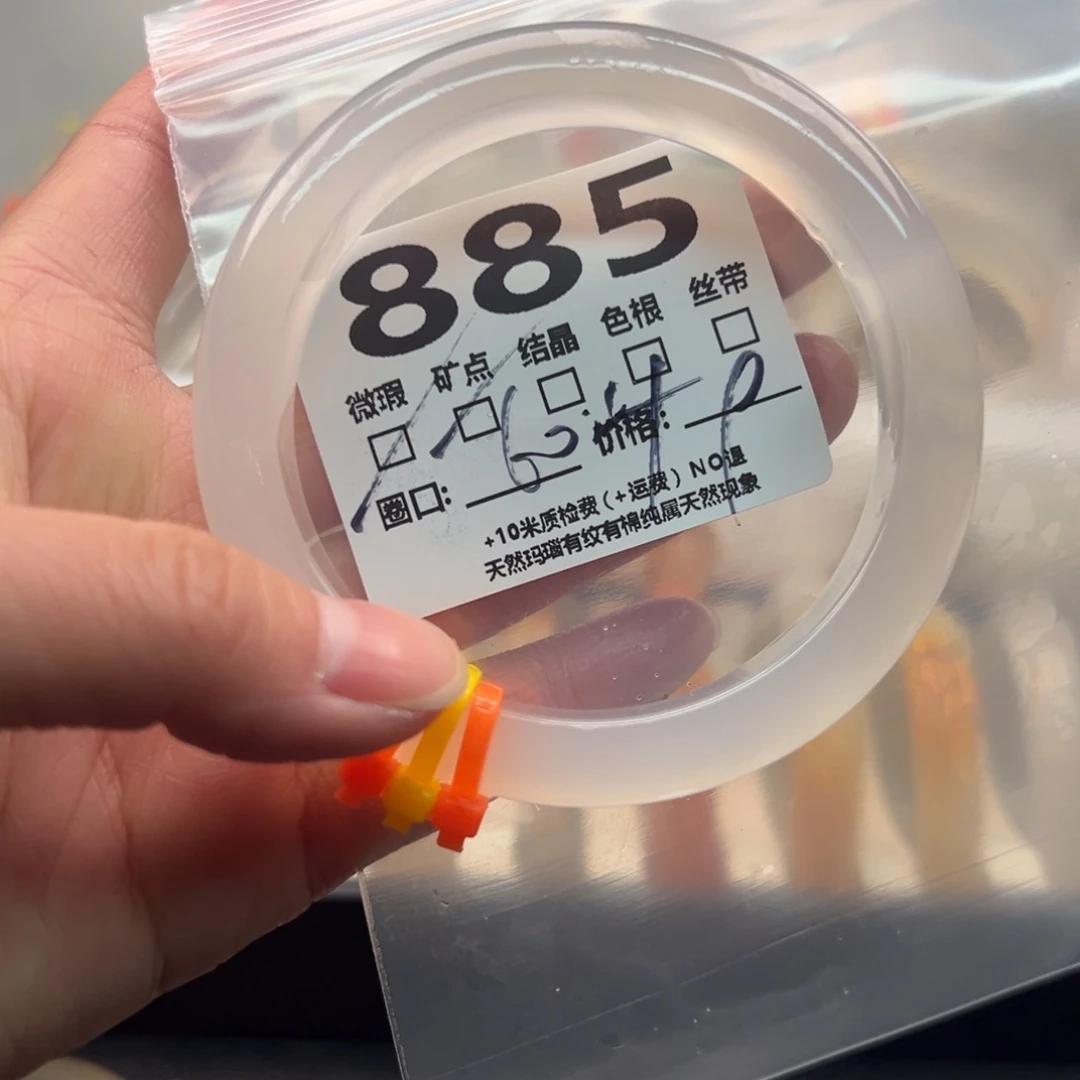 885
微瑕 矿点 结晶 色根 丝带
圈口: 价格:
+10米质检费(+运费)NO退
天然玛瑙有纹有棉纯属天然现象